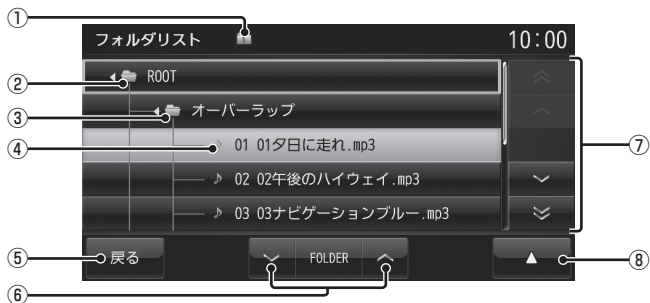 ①
フォルダリスト 1 10:00
② ROOT
③ オーバーラップ
④ 01 01夕日に走れ.mp3
⑦
02 02午後のハイウェイ.mp3
03 03ナビゲーションブルー.mp3
⑤ 戻る FOLDER ⑧
⑥